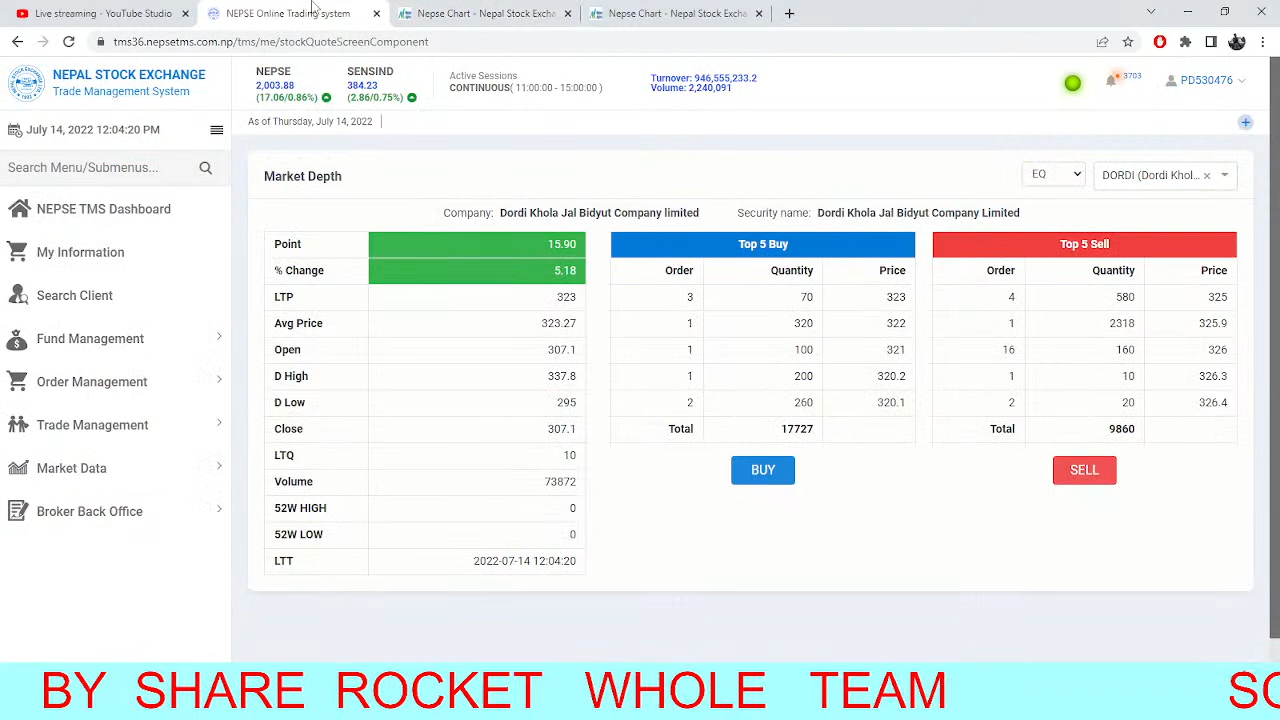 Live streaming - YouTube Studio
NEPSE Online Trading system
Nepse Chart - Nepal Stock Excha
Nepse Chart - Nepal Stock Excha
tms36.nepsetms.com.np/tms/me/stockQuoteScreenComponent
NEPAL STOCK EXCHANGE
Trade Management System
NEPSE
2,003.88
(17.06/0.86%)
SENSIND
384.23
(2.86/0.75%)
Active Sessions
CONTINUOUS ( 11:00:00 - 15:00:00 )
Turnover: 946,555,233.2
Volume: 2,240,091
3703
PD530476
July 14, 2022 12:04:20 PM
As of Thursday, July 14, 2022
Search Menu/Submenus...
NEPSE TMS Dashboard
My Information
Search Client
Fund Management
Order Management
Trade Management
Market Data
Broker Back Office
Market Depth
EQ
DORDI (Dordi Khol...
Company: Dordi Khola Jal Bidyut Company limited
Security name: Dordi Khola Jal Bidyut Company Limited
Point 15.90
% Change 5.18
LTP 323
Avg Price 323.27
Open 307.1
D High 337.8
D Low 295
Close 307.1
LTQ 10
Volume 73872
52W HIGH 0
52W LOW 0
LTT 2022-07-14 12:04:20
Top 5 Buy
Order Quantity Price
3 70 323
1 320 322
1 100 321
1 200 320.2
2 260 320.1
Total 17727
BUY
Top 5 Sell
Order Quantity Price
4 580 325
1 2318 325.9
16 160 326
1 10 326.3
2 20 326.4
Total 9860
SELL
BY SHARE ROCKET WHOLE TEAM